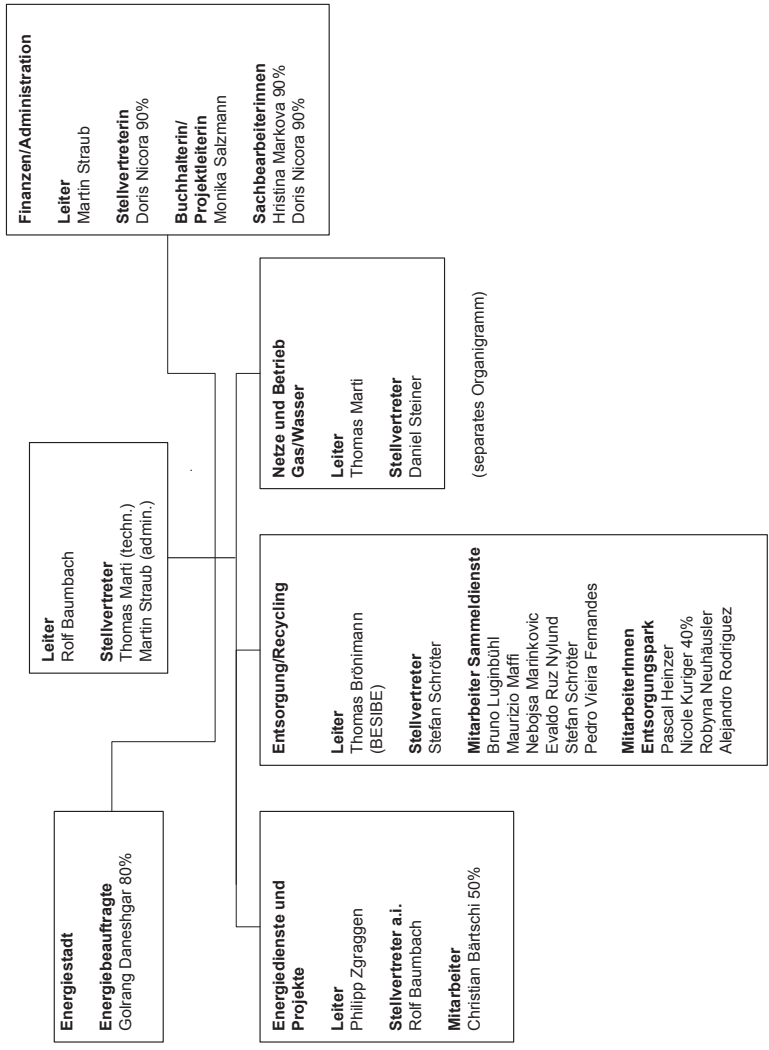 Energiestadt
Energiebeauftragte
Golrang Daneshgar 80%
Leiter
Rolf Baumbach
Stellvertreter
Thomas Marti (techn.)
Martin Straub (admin.)
Finanzen/Administration
Leiter
Martin Straub
Stellvertreterin
Doris Nicora 90%
Buchhalterin/
Projektleiterin
Monika Salzmann
Sachbearbeiterinnen
Hristina Markova 90%
Doris Nicora 90%
Energiedienste und
Projekte
Leiter
Philipp Zgraggen
Stellvertreter a.i.
Rolf Baumbach
Mitarbeiter
Christian Bärtschi 50%
Entsorgung/Recycling
Leiter
Thomas Brönimann
(BESIBE)
Stellvertreter
Stefan Schröter
Mitarbeiter Sammeldienste
Bruno Luginbühl
Maurizio Maffi
Nebojsa Marinkovic
Evaldo Ruz Nylund
Stefan Schröter
Pedro Vieira Fernandes
MitarbeiterInnen
Entsorgungspark
Pascal Heinzer
Nicole Kuriger 40%
Robyna Neuhäusler
Alejandro Rodriguez
Netze und Betrieb
Gas/Wasser
Leiter
Thomas Marti
Stellvertreter
Daniel Steiner
(separates Organigramm)